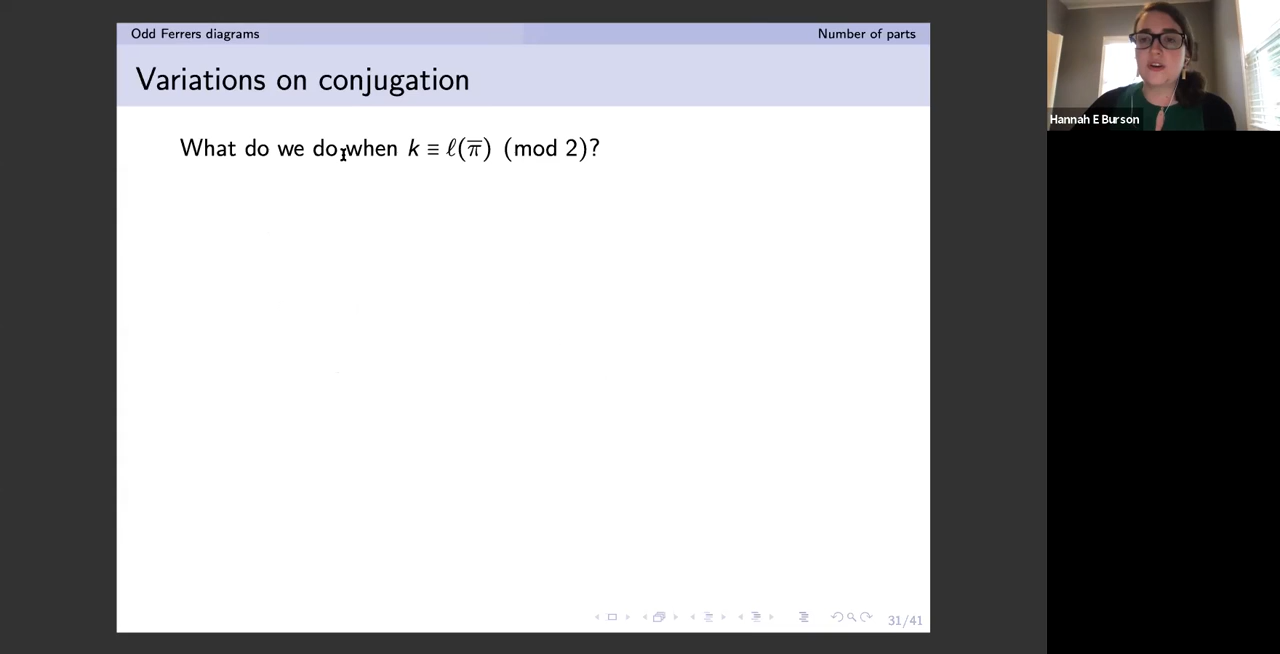 Odd Ferrers diagrams
Number of parts
Variations on conjugation
What do we do when k ≡ ℓ(π̅) (mod 2)?
31/41
Hannah E Burson